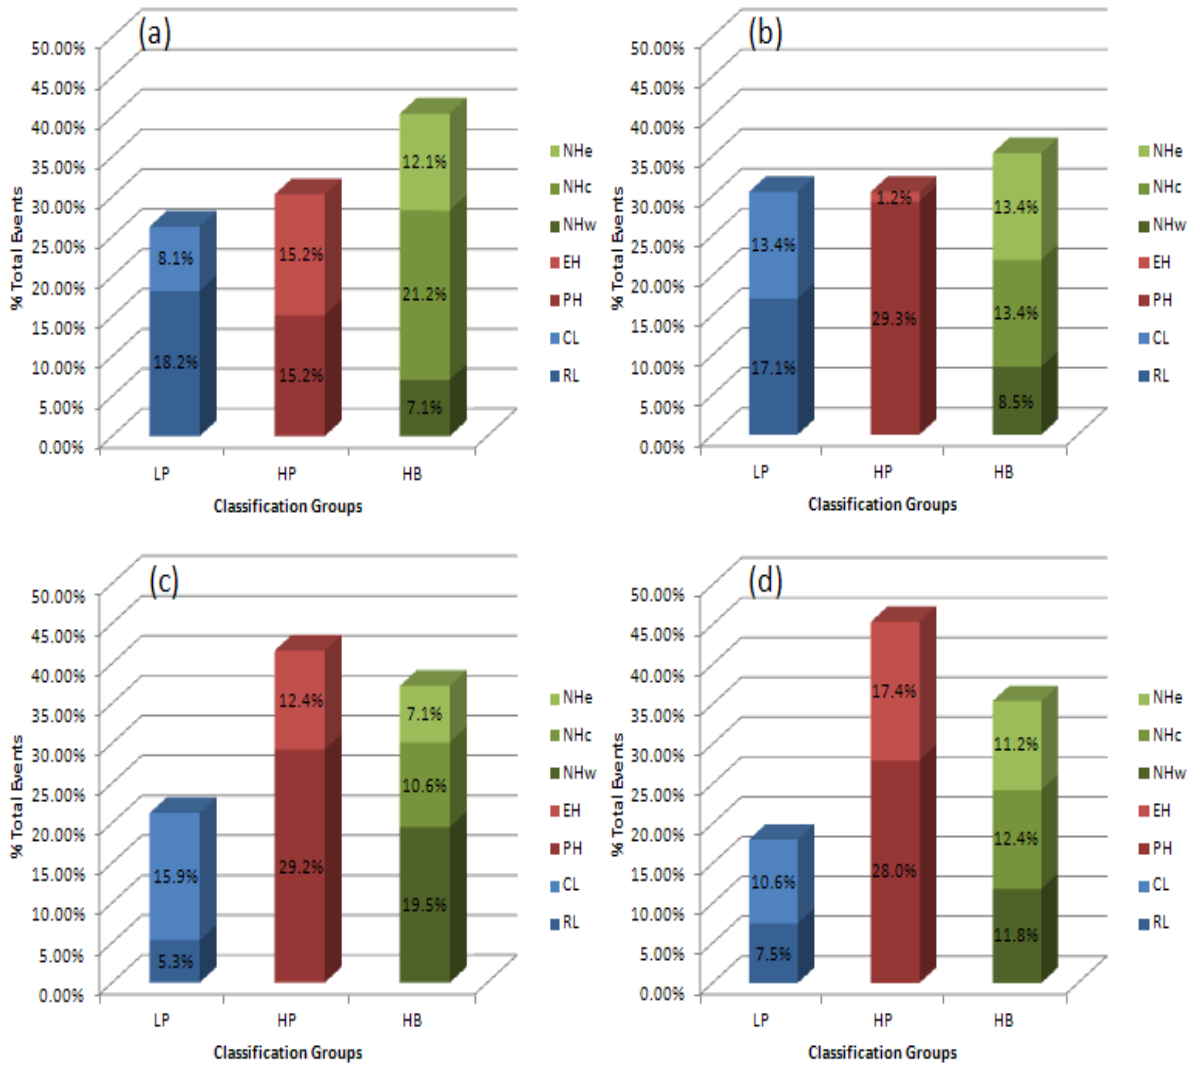 (a)
50.00%
45.00%
40.00%
35.00%
30.00%
25.00%
20.00%
15.00%
10.00%
5.00%
0.00%
% Total Events
8.1%
18.2%
15.2%
15.2%
12.1%
21.2%
7.1%
LP HP HB
Classification Groups
NHe
NHc
NHw
EH
PH
CL
RL
(b)
50.00%
45.00%
40.00%
35.00%
30.00%
25.00%
20.00%
15.00%
10.00%
5.00%
0.00%
% Total Events
13.4%
17.1%
1.2%
29.3%
13.4%
13.4%
8.5%
LP HP HB
Classification Groups
NHe
NHc
NHw
EH
PH
CL
RL
(c)
50.00%
45.00%
40.00%
35.00%
30.00%
25.00%
20.00%
15.00%
10.00%
5.00%
0.00%
% Total Events
15.9%
5.3%
12.4%
29.2%
7.1%
10.6%
19.5%
LP HP HB
Classification Groups
NHe
NHc
NHw
EH
PH
CL
RL
(d)
50.00%
45.00%
40.00%
35.00%
30.00%
25.00%
20.00%
15.00%
10.00%
5.00%
0.00%
% Total Events
10.6%
7.5%
17.4%
28.0%
11.2%
12.4%
11.8%
LP HP HB
Classification Groups
NHe
NHc
NHw
EH
PH
CL
RL